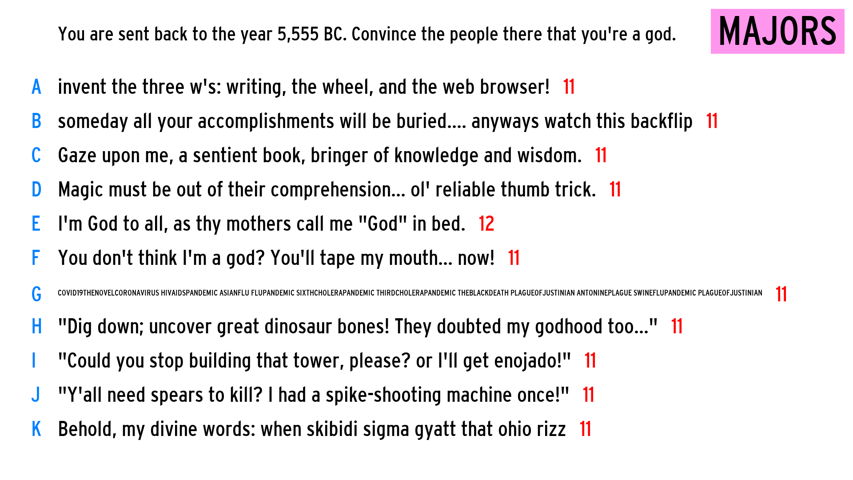 You are sent back to the year 5,555 BC. Convince the people there that you're a god.
MAJORS
A invent the three w's: writing, the wheel, and the web browser! 11
B someday all your accomplishments will be buried.... anyways watch this backflip 11
C Gaze upon me, a sentient book, bringer of knowledge and wisdom. 11
D Magic must be out of their comprehension... ol' reliable thumb trick. 11
E I'm God to all, as thy mothers call me "God" in bed. 12
F You don't think I'm a god? You'll tape my mouth... now! 11
G COVID19THENOVELCORONAVIRUS HIVAIDSPANDEMIC ASIANFLU FLUPANDEMIC SIXTHCHOLERAPANDEMIC THIRDCHOLERAPANDEMIC THEBLACKDEATH PLAGUEOFJUSTINIAN ANTONINEPLAGUE SWINEFLUPANDEMIC PLAGUEOFJUSTINIAN 11
H "Dig down; uncover great dinosaur bones! They doubted my godhood too..." 11
I "Could you stop building that tower, please? or I'll get enojado!" 11
J "Y'all need spears to kill? I had a spike-shooting machine once!" 11
K Behold, my divine words: when skibidi sigma gyatt that ohio rizz 11